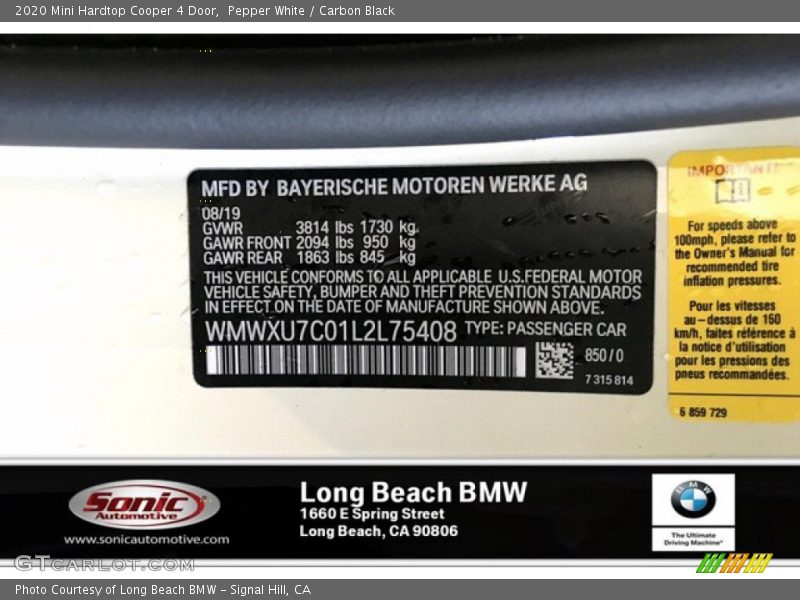 2020 Mini Hardtop Cooper 4 Door,  Pepper White / Carbon Black
MFD BY BAYERISCHE MOTOREN WERKE AG
08/19
GVWR 3814 lbs 1730 kg
GAWR FRONT 2094 lbs 950 kg
GAWR REAR 1863 lbs 845 kg
THIS VEHICLE CONFORMS TO ALL APPLICABLE U.S.FEDERAL MOTOR
VEHICLE SAFETY, BUMPER AND THEFT PREVENTION STANDARDS
IN EFFECT ON THE DATE OF MANUFACTURE SHOWN ABOVE.
WMWXU7C01L2L75408 TYPE: PASSENGER CAR
850/0
7 315 814
For speeds above
100mph, please refer to
the Owner's Manual for
recommended tire
inflation pressures.
Pour les vitesses
au-dessus de 160
km/h, faites référence à
la notice d'utilisation
pour les pressions des
pneus recommandées.
6 859 729
Sonic
Automotive
www.sonicautomotive.com
Long Beach BMW
1660 E Spring Street
Long Beach, CA 90806
BMW
The Ultimate
Driving Machine®
GTcarlot.com
Photo Courtesy of Long Beach BMW - Signal Hill, CA